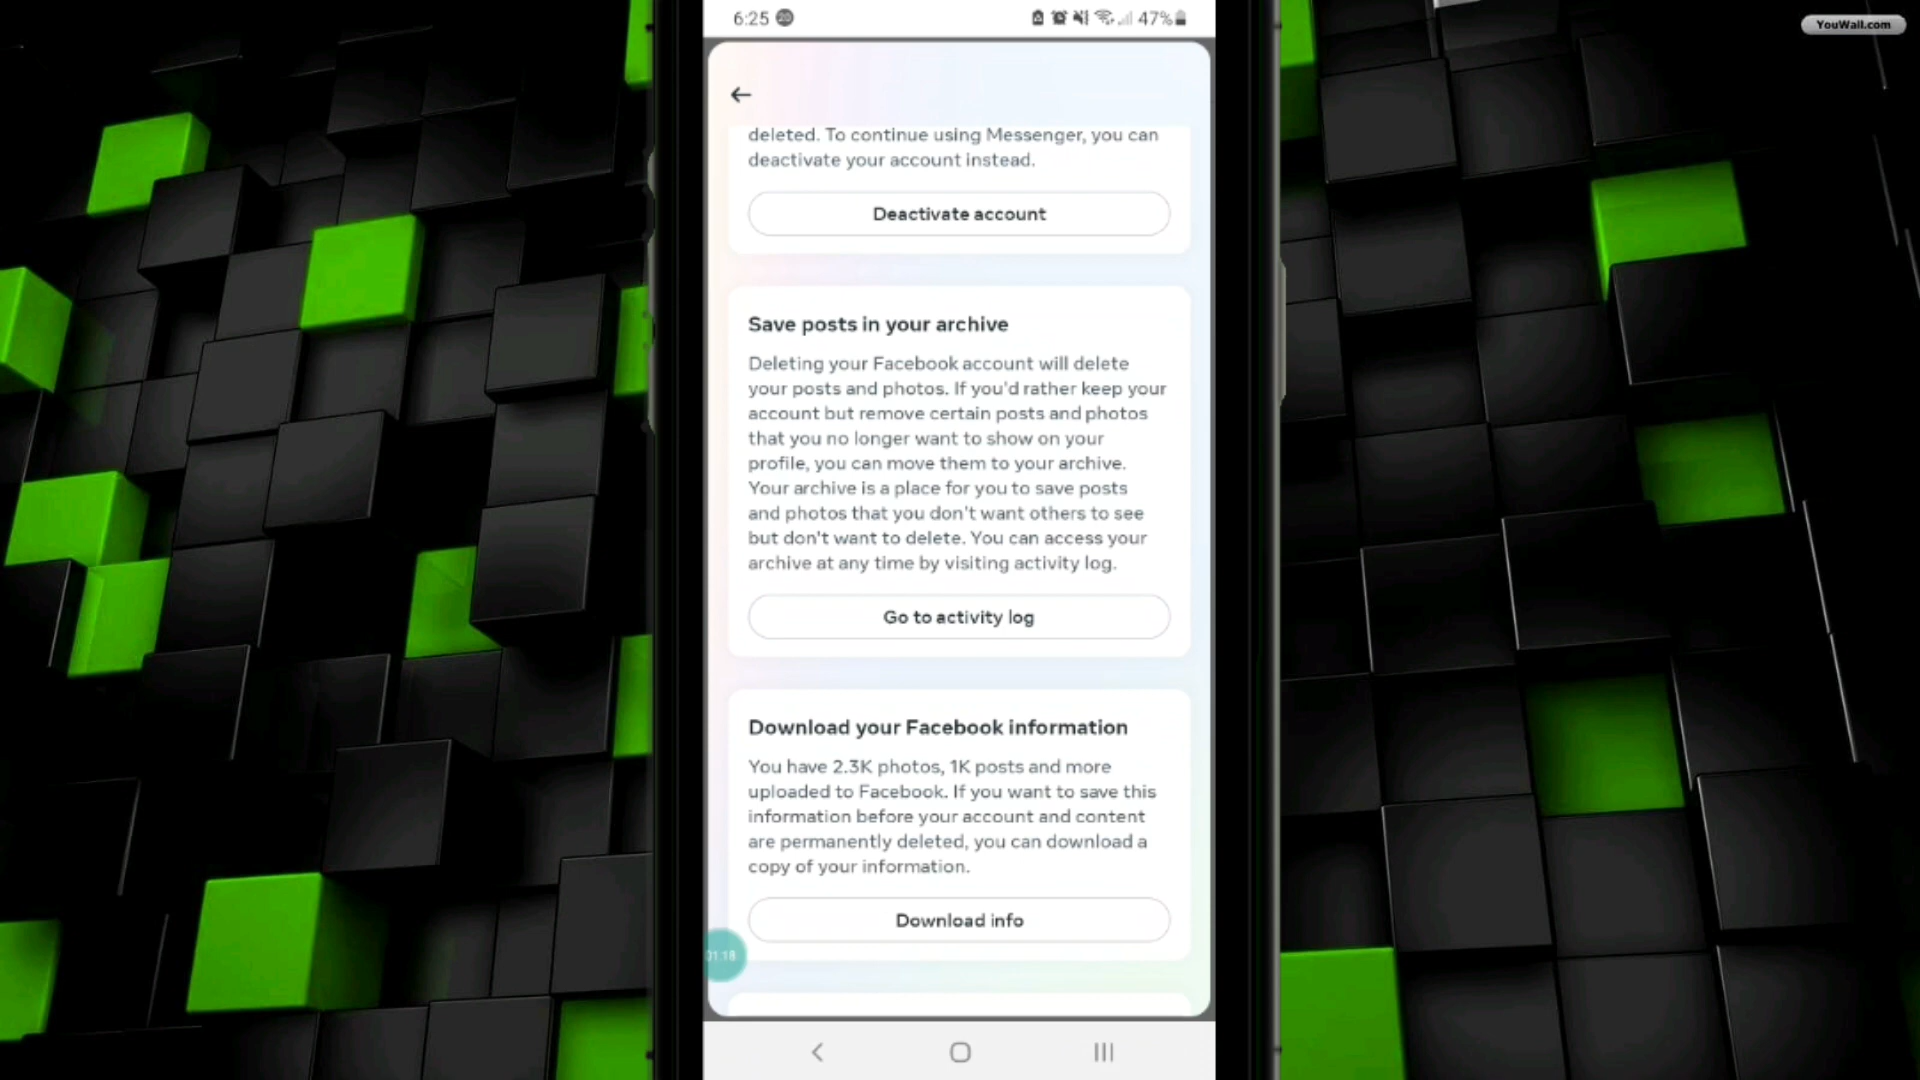 YouWall.com
6:25 20 47%
deleted. To continue using Messenger, you can
deactivate your account instead.
Deactivate account
Save posts in your archive
Deleting your Facebook account will delete
your posts and photos. If you'd rather keep your
account but remove certain posts and photos
that you no longer want to show on your
profile, you can move them to your archive.
Your archive is a place for you to save posts
and photos that you don't want others to see
but don't want to delete. You can access your
archive at any time by visiting activity log.
Go to activity log
Download your Facebook information
You have 2.3K photos, 1K posts and more
uploaded to Facebook. If you want to save this
information before your account and content
are permanently deleted, you can download a
copy of your information.
Download info
01:18